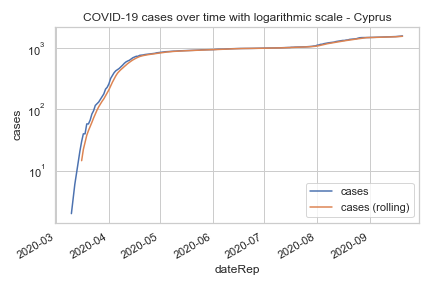 COVID-19 cases over time with logarithmic scale - Cyprus
cases
10³
10²
10¹
2020-03
2020-04
2020-05
2020-06
2020-07
2020-08
2020-09
dateRep
cases
cases (rolling)